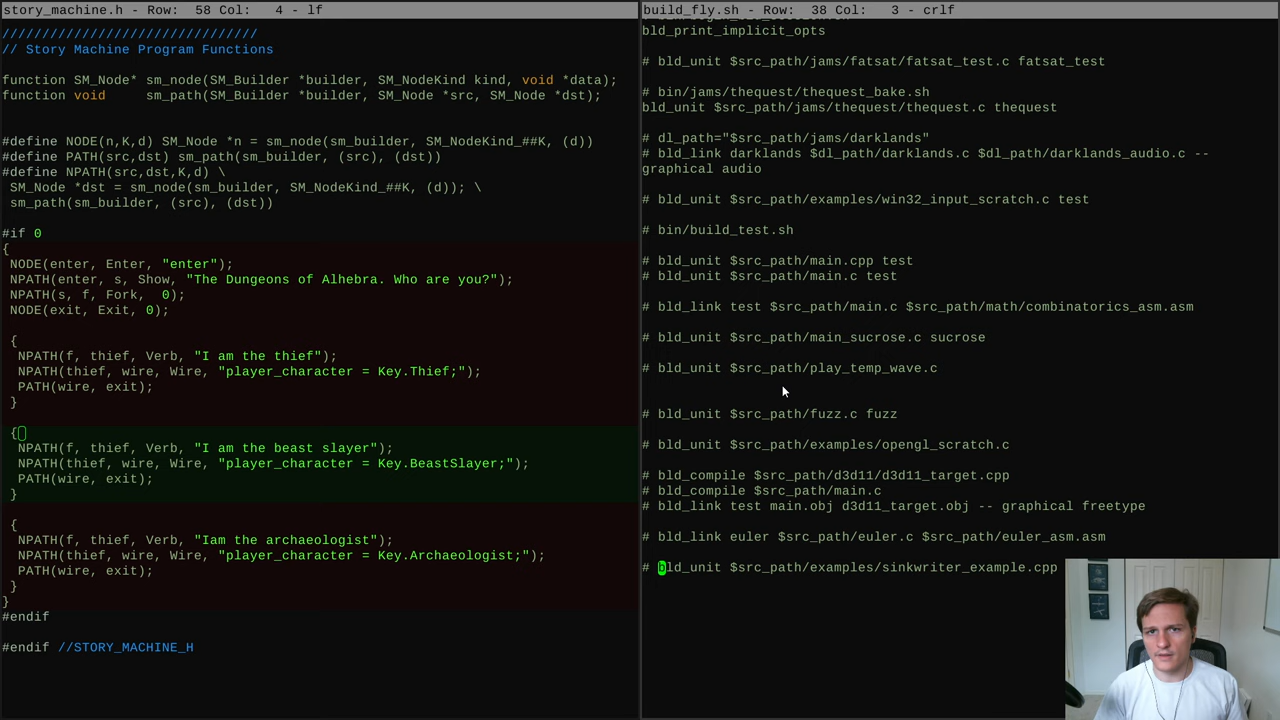 story_machine.h - Row:  58 Col:   4 - lf
////////////////////////////////
// Story Machine Program Functions
function SM_Node* sm_node(SM_Builder *builder, SM_NodeKind kind, void *data);
function void     sm_path(SM_Builder *builder, SM_Node *src, SM_Node *dst);
#define NODE(n,K,d) SM_Node *n = sm_node(sm_builder, SM_NodeKind_##K, (d))
#define PATH(src,dst) sm_path(sm_builder, (src), (dst))
#define NPATH(src,dst,K,d) \
 SM_Node *dst = sm_node(sm_builder, SM_NodeKind_##K, (d)); \
 sm_path(sm_builder, (src), (dst))
#if 0
{
 NODE(enter, Enter, "enter");
 NPATH(enter, s, Show, "The Dungeons of Alhebra. Who are you?");
 NPATH(s, f, Fork,  0);
 NODE(exit, Exit, 0);
 {
  NPATH(f, thief, Verb, "I am the thief");
  NPATH(thief, wire, Wire, "player_character = Key.Thief;");
  PATH(wire, exit);
 }
 {
  NPATH(f, thief, Verb, "I am the beast slayer");
  NPATH(thief, wire, Wire, "player_character = Key.BeastSlayer;");
  PATH(wire, exit);
 }
 {
  NPATH(f, thief, Verb, "Iam the archaeologist");
  NPATH(thief, wire, Wire, "player_character = Key.Archaeologist;");
  PATH(wire, exit);
 }
}
#endif
#endif //STORY_MACHINE_H
build_fly.sh - Row:  38 Col:   3 - crlf
bld_print_implicit_opts
# bld_unit $src_path/jams/fatsat/fatsat_test.c fatsat_test
# bin/jams/thequest/thequest_bake.sh
bld_unit $src_path/jams/thequest/thequest.c thequest
# dl_path="$src_path/jams/darklands"
# bld_link darklands $dl_path/darklands.c $dl_path/darklands_audio.c --
graphical audio
# bld_unit $src_path/examples/win32_input_scratch.c test
# bin/build_test.sh
# bld_unit $src_path/main.cpp test
# bld_unit $src_path/main.c test
# bld_link test $src_path/main.c $src_path/math/combinatorics_asm.asm
# bld_unit $src_path/main_sucrose.c sucrose
# bld_unit $src_path/play_temp_wave.c
# bld_unit $src_path/fuzz.c fuzz
# bld_unit $src_path/examples/opengl_scratch.c
# bld_compile $src_path/d3d11/d3d11_target.cpp
# bld_compile $src_path/main.c
# bld_link test main.obj d3d11_target.obj -- graphical freetype
# bld_link euler $src_path/euler.c $src_path/euler_asm.asm
# bld_unit $src_path/examples/sinkwriter_example.cpp